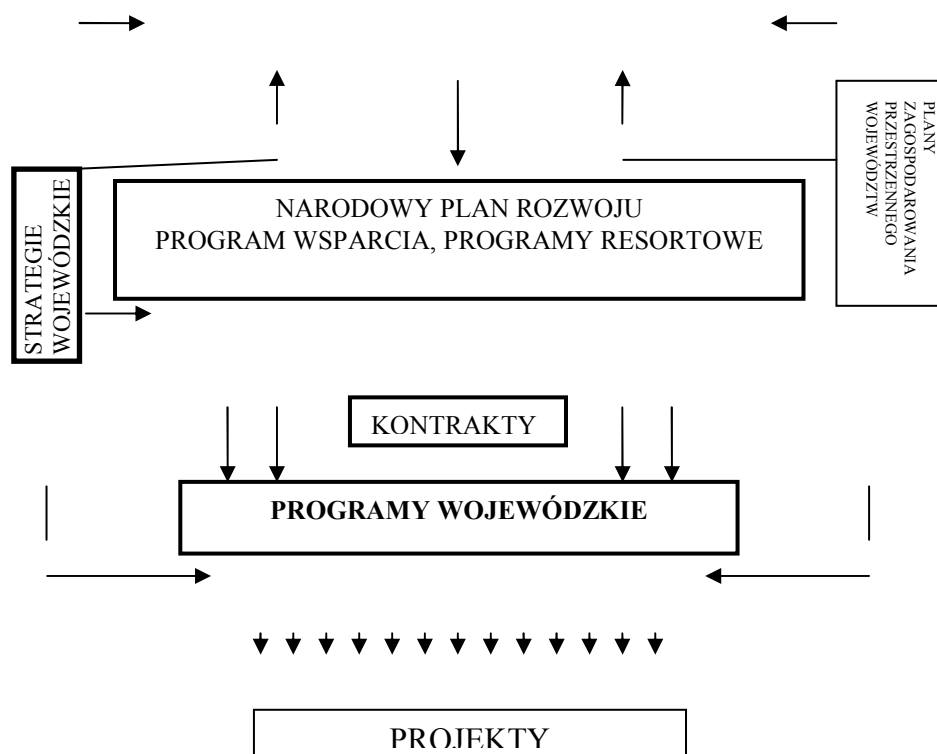 PLANY
ZAGOSPODAROWANIA
PRZESTRZENNEGO
WOJEWÓDZTW
STRATEGIE
WOJEWÓDZKIE
NARODOWY PLAN ROZWOJU
PROGRAM WSPARCIA, PROGRAMY RESORTOWE
KONTRAKTY
PROGRAMY WOJEWÓDZKIE
PROJEKTY